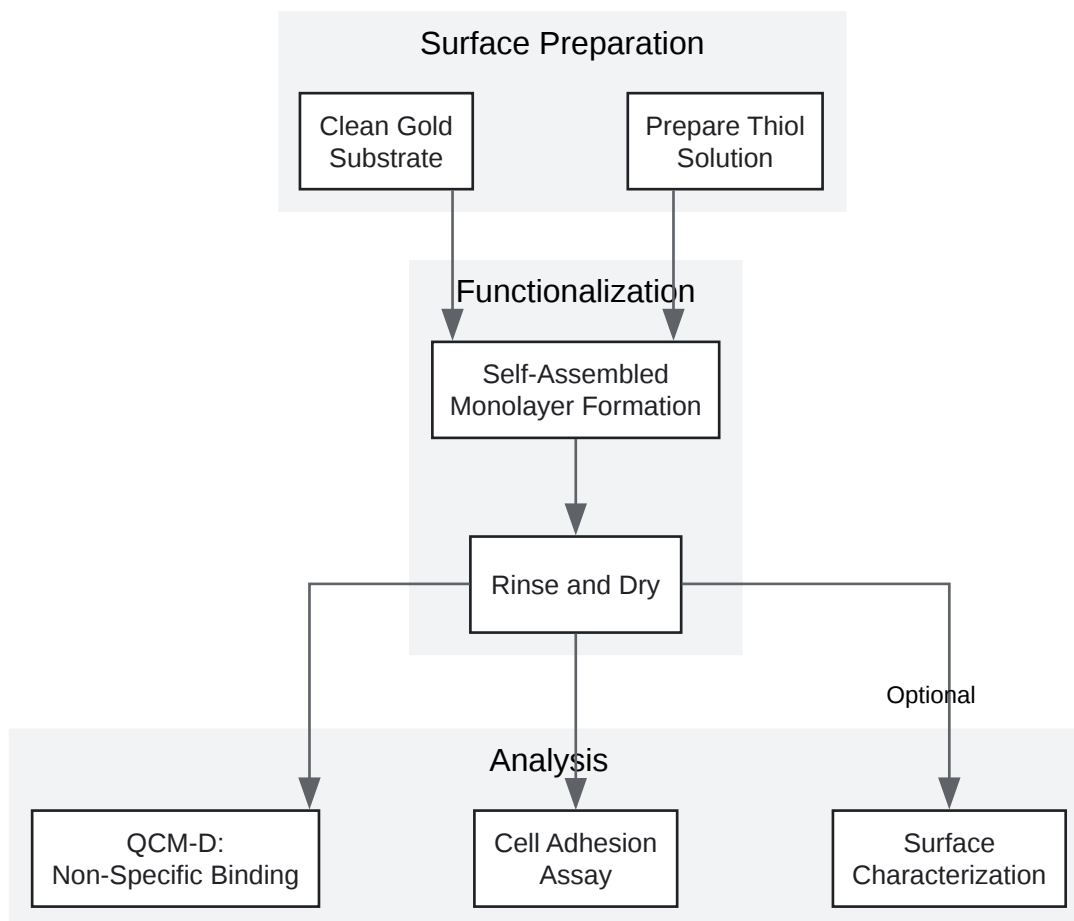 Surface Preparation
Clean Gold
Substrate
Prepare Thiol
Solution
Functionalization
Self-Assembled
Monolayer Formation
Rinse and Dry
Optional
Analysis
QCM-D:
Non-Specific Binding
Cell Adhesion
Assay
Surface
Characterization